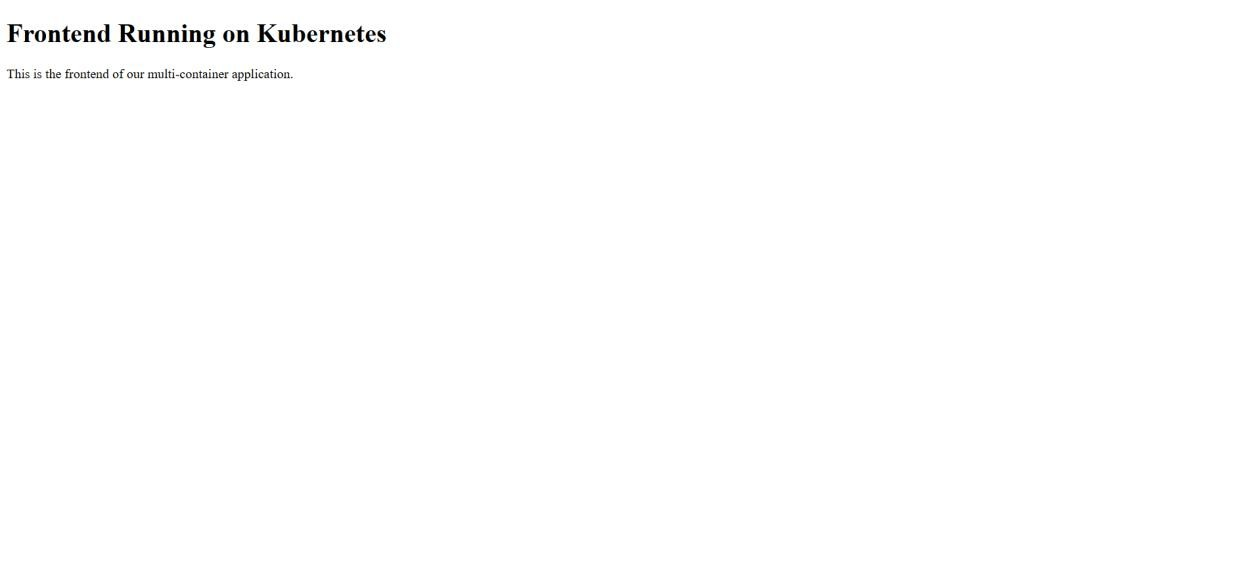 Frontend Running on Kubernetes
This is the frontend of our multi-container application.